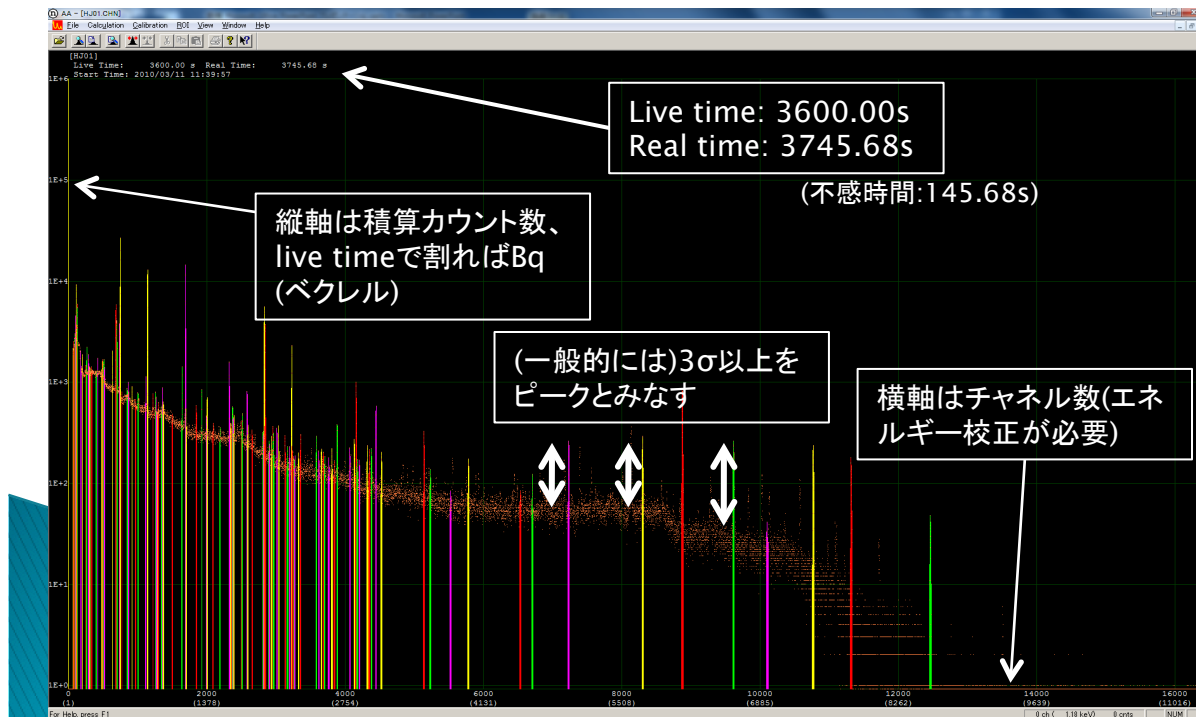 AA - [HJ01.CHN]
File Calculation Calibration ROI View Window Help
[HJ01]
Live Time: 3600.00 s Real Time: 3745.68 s
Start Time: 2010/03/11 11:39:57
1E+6
Live time: 3600.00s
Real time: 3745.68s
(不感時間:145.68s)
1E+5
縦軸は積算カウント数、
live timeで割ればBq
(ベクレル)
1E+4
(一般的には)3σ以上を
ピークとみなす
1E+3
横軸はチャネル数(エネ
ルギー校正が必要)
1E+2
1E+1
1E+0
0 2000 4000 6000 8000 10000 12000 14000 16000
(1) (1378) (2754) (4131) (5508) (6885) (8262) (9639) (11016)
For Help, press F1
0 ch ( 1.18 keV) 0 cnts NUM